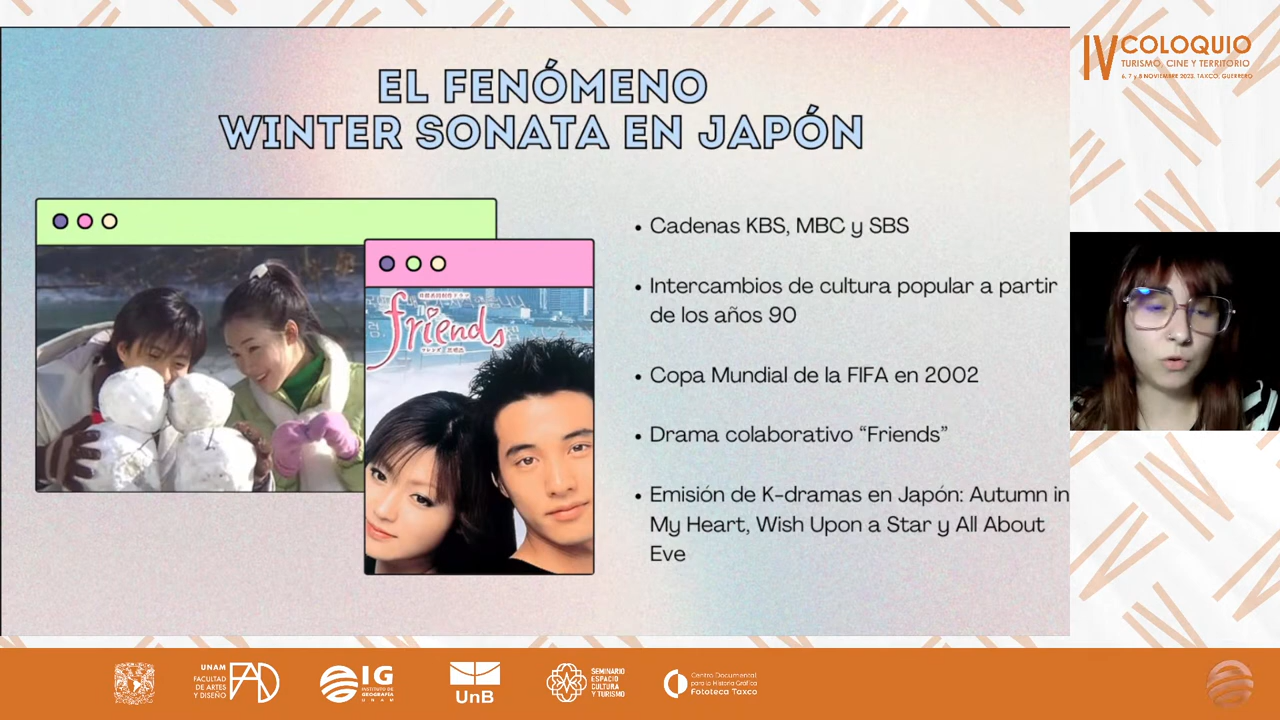 EL FENÓMENO
WINTER SONATA EN JAPÓN
IV COLOQUIO
TURISMO, CINE Y TERRITORIO
6, 7 y 8 NOVIEMBRE 2023. TAXCO, GUERRERO
friends
• Cadenas KBS, MBC y SBS
• Intercambios de cultura popular a partir
de los años 90
• Copa Mundial de la FIFA en 2002
• Drama colaborativo “Friends”
• Emisión de K-dramas en Japón: Autumn in
My Heart, Wish Upon a Star y All About
Eve
UNAM
FACULTAD
DE ARTES
Y DISEÑO
FAD
IG
INSTITUTO DE
GEOGRAFÍA
UNAM
UnB
SEMINARIO
ESPACIO
CULTURA
Y TURISMO
Centro Documental
para la Historia Gráfica
Fototeca Taxco